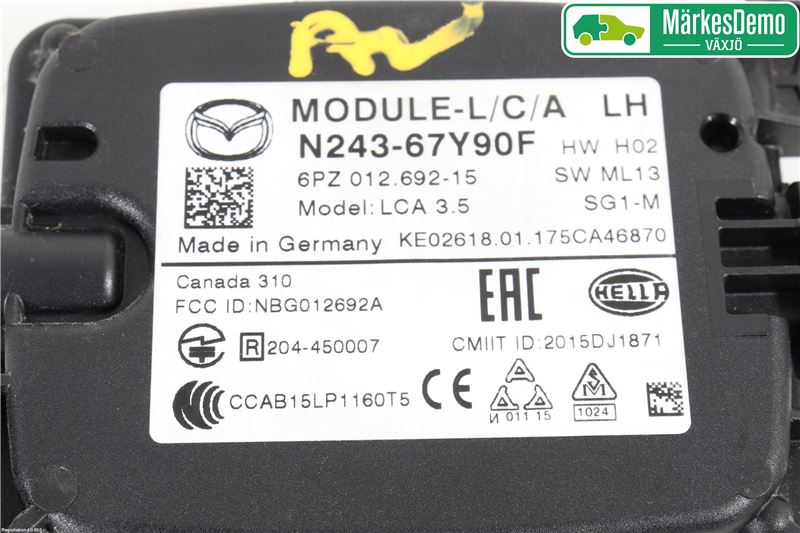 MärkesDemo
VÄXJÖ
MODULE-L/C/A LH
N243-67Y90F HW H02
6PZ 012.692-15 SW ML13
Model:LCA 3.5 SG1-M
Made in Germany KE02618.01.175CA46870
Canada 310
FCC ID:NBG012692A
EAC
HELLA
R 204-450007
CMIIT ID:2015DJ1871
CCAB15LP1160T5
CE
И 011 15
1024